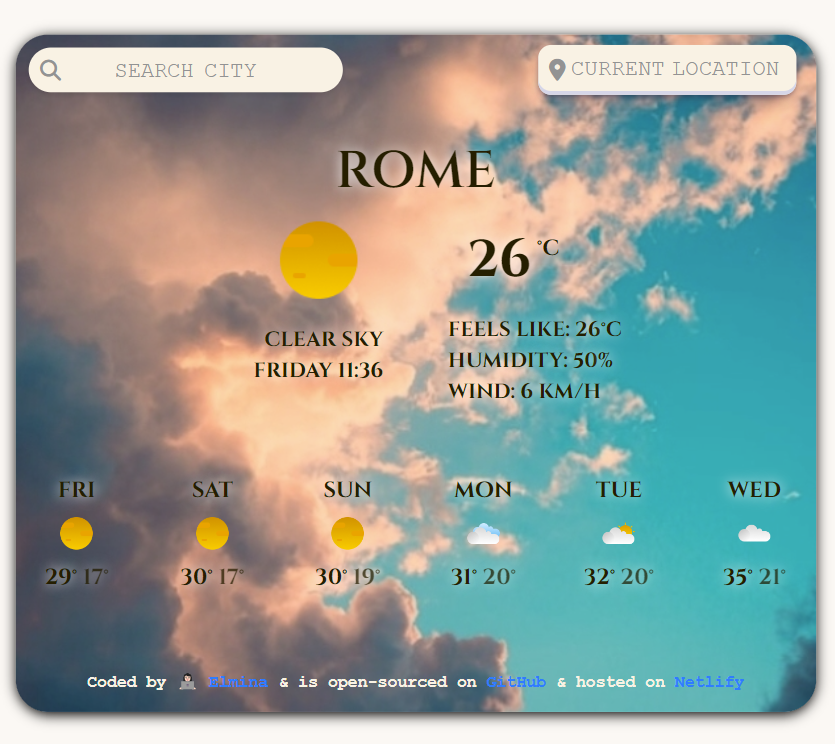 SEARCH CITY
CURRENT LOCATION
ROME
26 °C
CLEAR SKY
FRIDAY 11:36
FEELS LIKE: 26°C
HUMIDITY: 50%
WIND: 6 KM/H
FRI SAT SUN MON TUE WED
29° 17° 30° 17° 30° 19° 31° 20° 32° 20° 35° 21°
Coded by 👩🏻‍💻 Elmina & is open-sourced on GitHub & hosted on Netlify